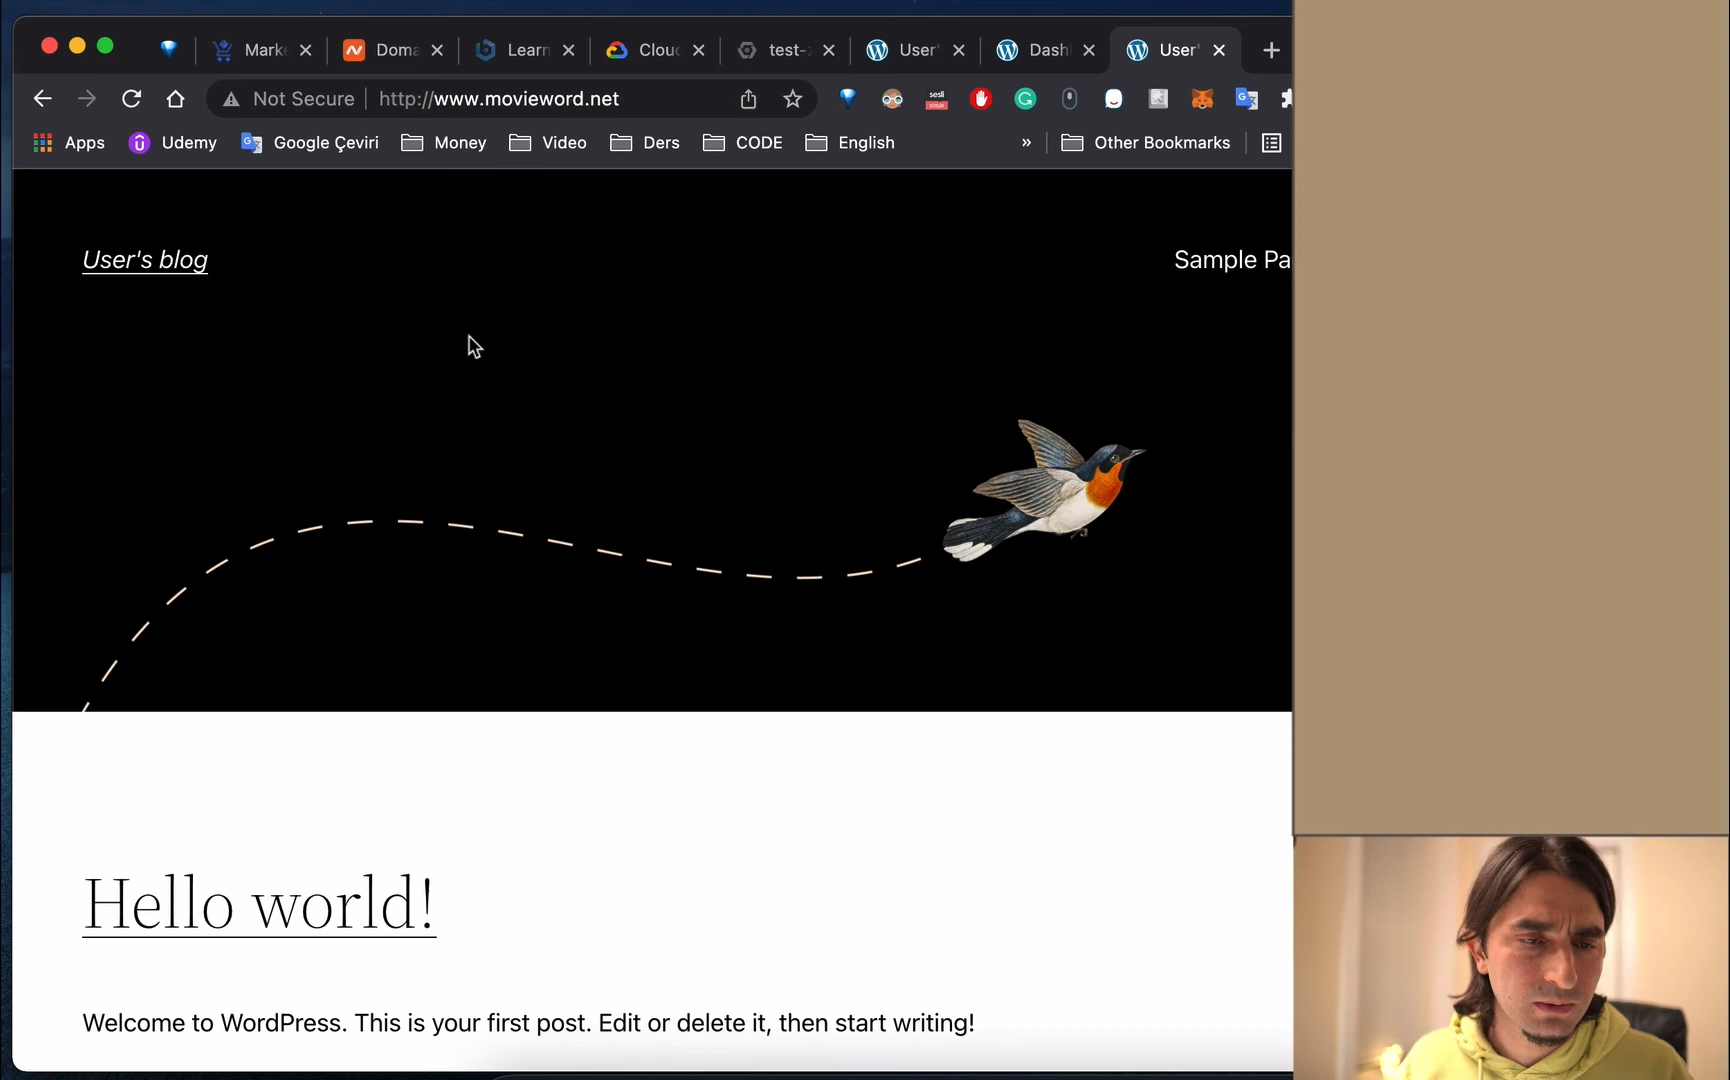 Mark
Doma
Learn
Clou
test-
User'
Dash
User'
Not Secure
http://www.movieword.net
sesli
Apps
Udemy
Google Çeviri
Money
Video
Ders
CODE
English
»
Other Bookmarks
User's blog
Sample Pa
Hello world!
Welcome to WordPress. This is your first post. Edit or delete it, then start writing!